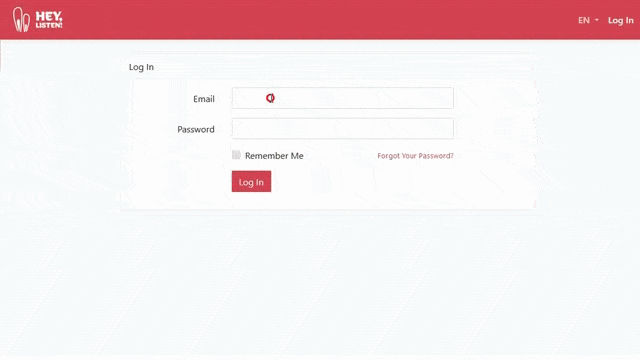 HEY,
LISTEN!
EN
Log In
Log In
Email
Password
Remember Me
Forgot Your Password?
Log In